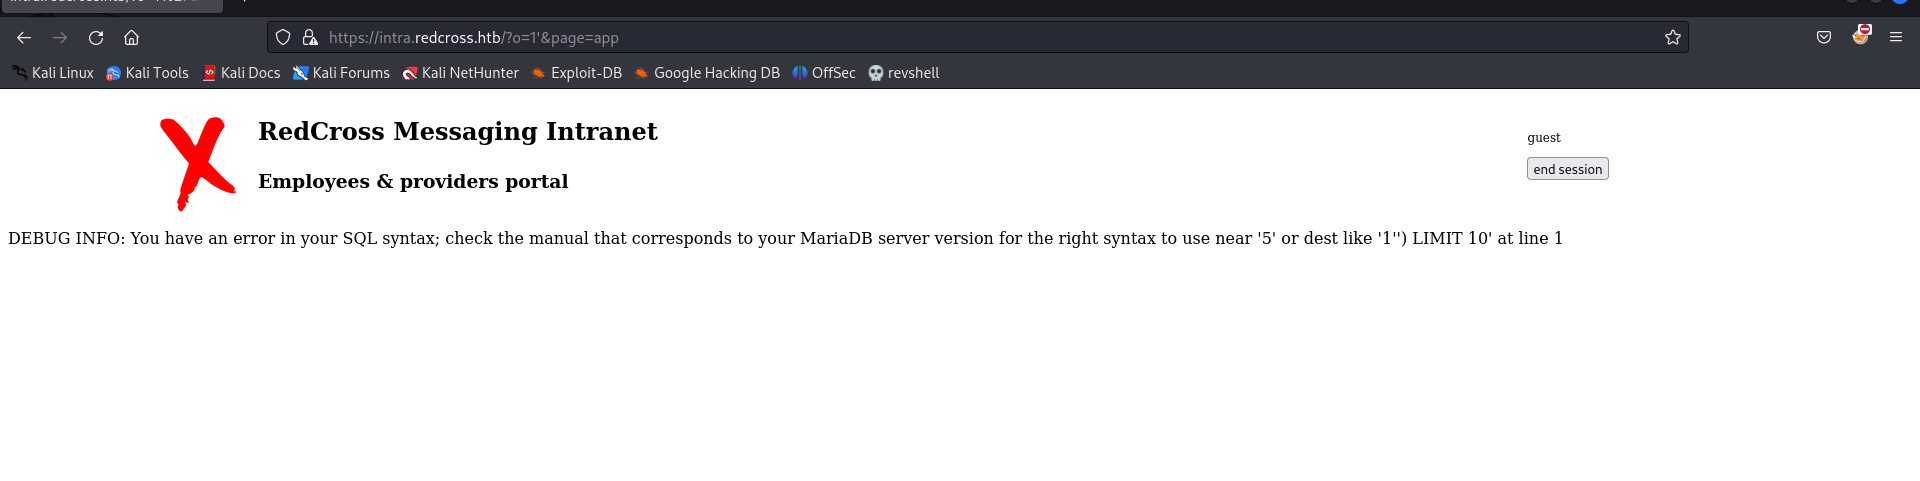 https://intra.redcross.htb/?o=1'&page=app
Kali Linux Kali Tools Kali Docs Kali Forums Kali NetHunter Exploit-DB Google Hacking DB OffSec revshell
RedCross Messaging Intranet
guest
Employees & providers portal
end session
DEBUG INFO: You have an error in your SQL syntax; check the manual that corresponds to your MariaDB server version for the right syntax to use near '5' or dest like '1'') LIMIT 10' at line 1